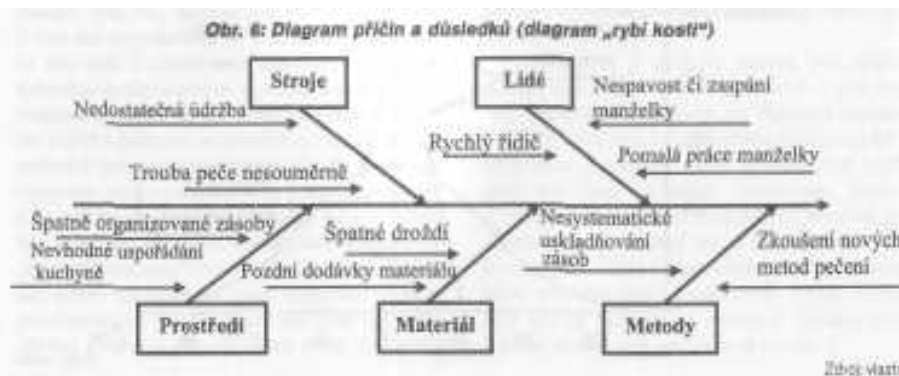 Obr. 6: Diagram příčin a důsledků (diagram „rybí kosti")
Stroje
Lidé
Nespavost či zaspání
manželky
Nedostatečná údržba
Rychlý řidič
Pomalá práce manželky
Trouba peče nesouměrně
Špatně organizované zásoby
Nevhodné uspořádání
kuchyně
Špatné droždí
Pozdní dodávky materiálu
Nesystematické
uskladňování
zásob
Zkoušení nových
metod pečení
Prostředí
Materiál
Metody
Zdroj: vlastn